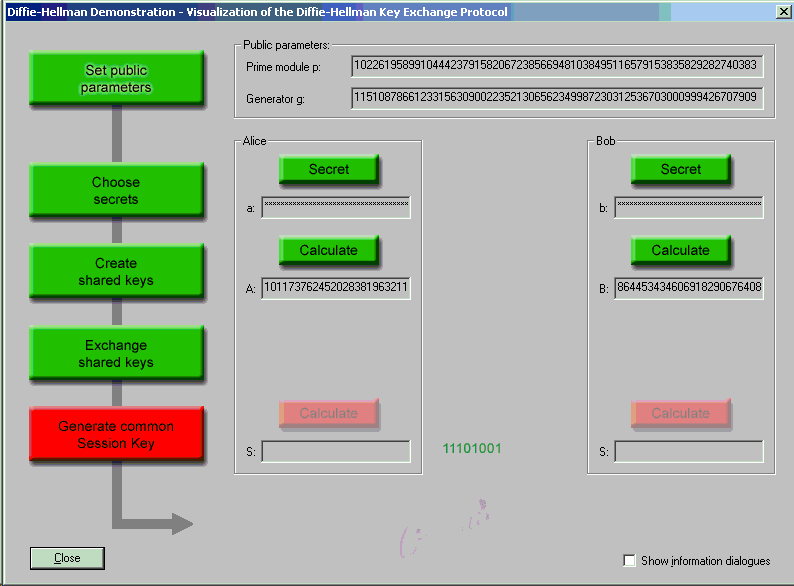 Diffie-Hellman Demonstration - Visualization of the Diffie-Hellman Key Exchange Protocol
Set public
parameters
Choose
secrets
Create
shared keys
Exchange
shared keys
Generate common
Session Key
Close
Public parameters:
Prime module p: 1022619589910444237915820672385669481038495116579153835829282740383
Generator g: 1151087866123315630900223521306562349987230312536703000999426707909
Alice
Secret
a: ************************************
Calculate
A: 101173762452028381963211
Calculate
S:
11101001
Bob
Secret
b: ************************************
Calculate
B: 864453434606918290676408
Calculate
S:
Show information dialogues